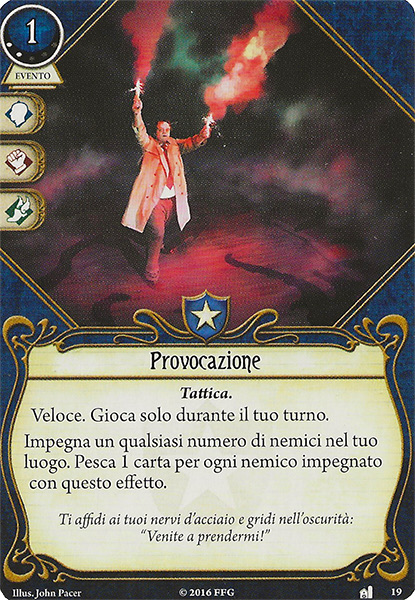 1
EVENTO
Provocazione
Tattica.
Veloce. Gioca solo durante il tuo turno.
Impegna un qualsiasi numero di nemici nel tuo
luogo. Pesca 1 carta per ogni nemico impegnato
con questo effetto.
Ti affidi ai tuoi nervi d'acciaio e gridi nell'oscurità:
“Venite a prendermi!”
Illus. John Pacer
© 2016 FFG
19